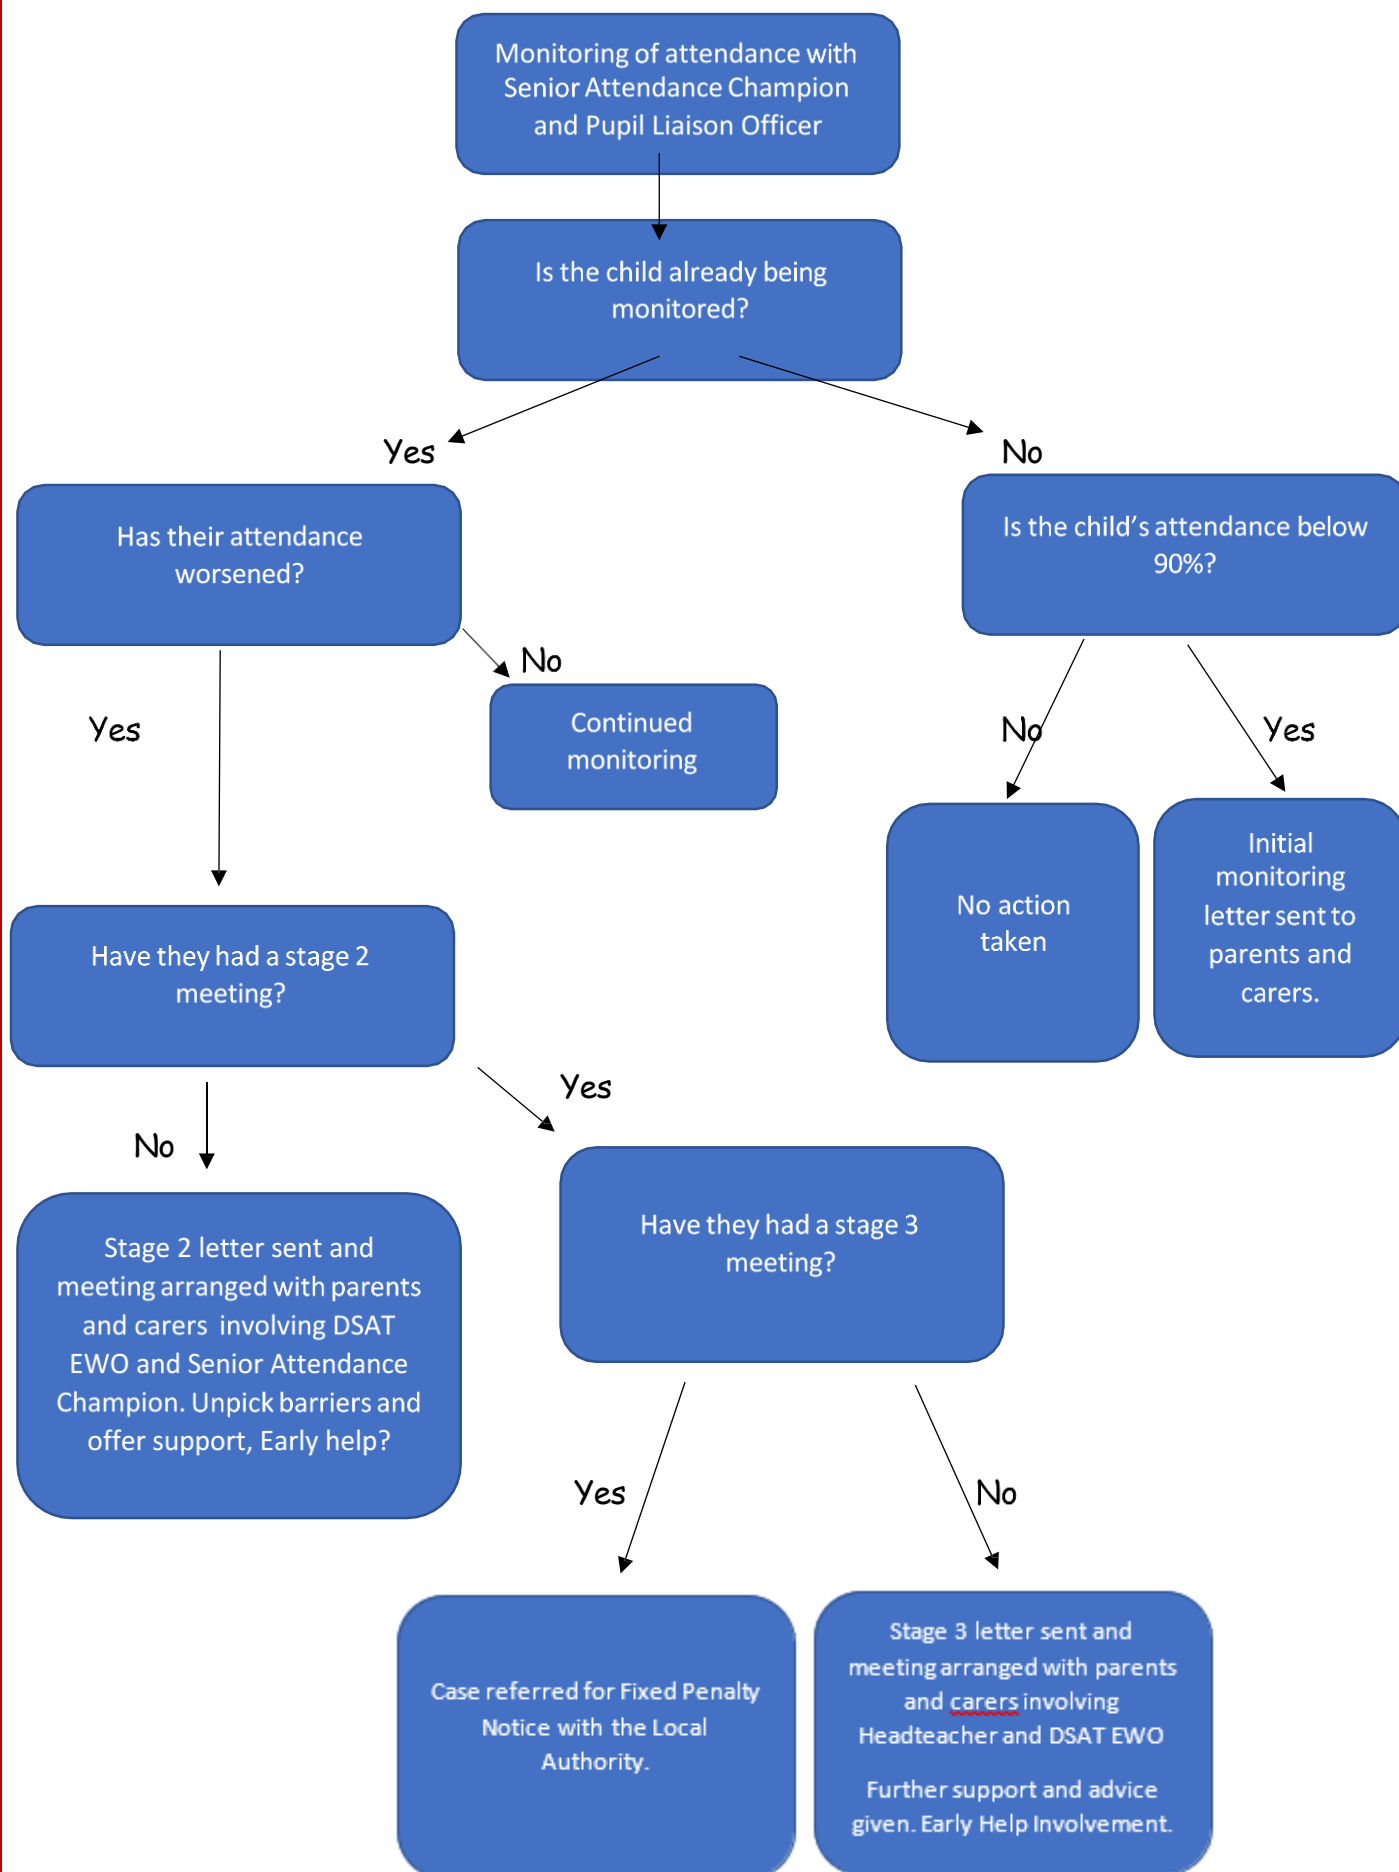 Monitoring of attendance with
Senior Attendance Champion
and Pupil Liaison Officer
Is the child already being
monitored?
Yes
No
Has their attendance
worsened?
Is the child’s attendance below
90%?
No
Continued
monitoring
Yes
No
Yes
No action
taken
Initial
monitoring
letter sent to
parents and
carers.
Have they had a stage 2
meeting?
Yes
No
Have they had a stage 3
meeting?
Stage 2 letter sent and
meeting arranged with parents
and carers involving DSAT
EWO and Senior Attendance
Champion. Unpick barriers and
offer support, Early help?
Yes
No
Case referred for Fixed Penalty
Notice with the Local
Authority.
Stage 3 letter sent and
meeting arranged with parents
and carers involving
Headteacher and DSAT EWO
Further support and advice
given. Early Help Involvement.